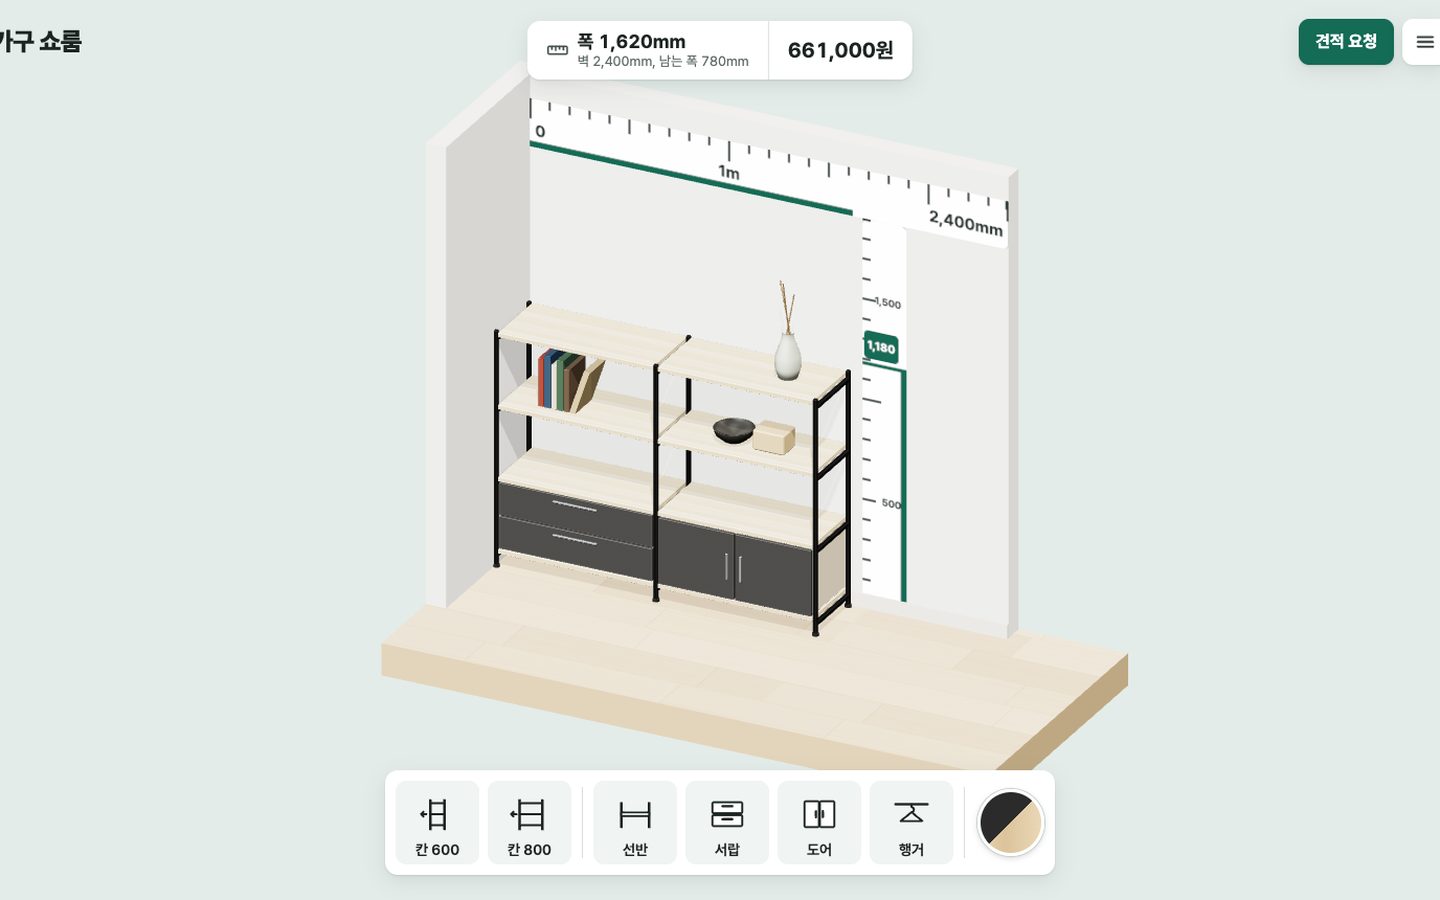 가구 쇼룸
폭 1,620mm
벽 2,400mm, 남는 폭 780mm
661,000원
견적 요청
0
1m
2,400mm
1,500
1,180
500
칸 600
칸 800
선반
서랍
도어
행거